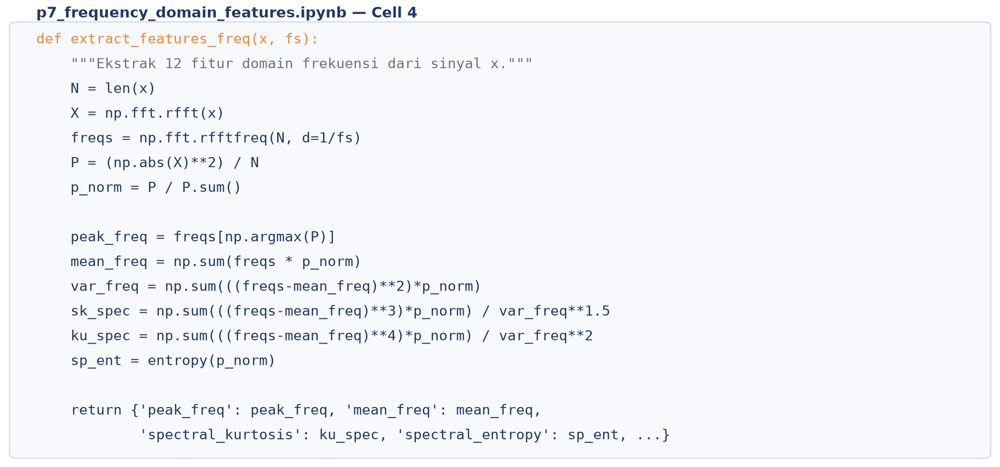 p7_frequency_domain_features.ipynb — Cell 4
def extract_features_freq(x, fs):
    """Ekstrak 12 fitur domain frekuensi dari sinyal x."""
    N = len(x)
    X = np.fft.rfft(x)
    freqs = np.fft.rfftfreq(N, d=1/fs)
    P = (np.abs(X)**2) / N
    p_norm = P / P.sum()

    peak_freq = freqs[np.argmax(P)]
    mean_freq = np.sum(freqs * p_norm)
    var_freq = np.sum(((freqs-mean_freq)**2)*p_norm)
    sk_spec = np.sum(((freqs-mean_freq)**3)*p_norm) / var_freq**1.5
    ku_spec = np.sum(((freqs-mean_freq)**4)*p_norm) / var_freq**2
    sp_ent = entropy(p_norm)

    return {'peak_freq': peak_freq, 'mean_freq': mean_freq,
            'spectral_kurtosis': ku_spec, 'spectral_entropy': sp_ent, ...}